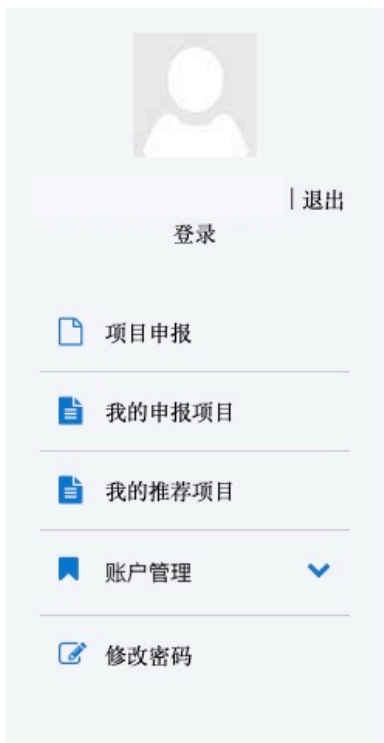 | 退出
登录
项目申报
我的申报项目
我的推荐项目
账户管理
修改密码